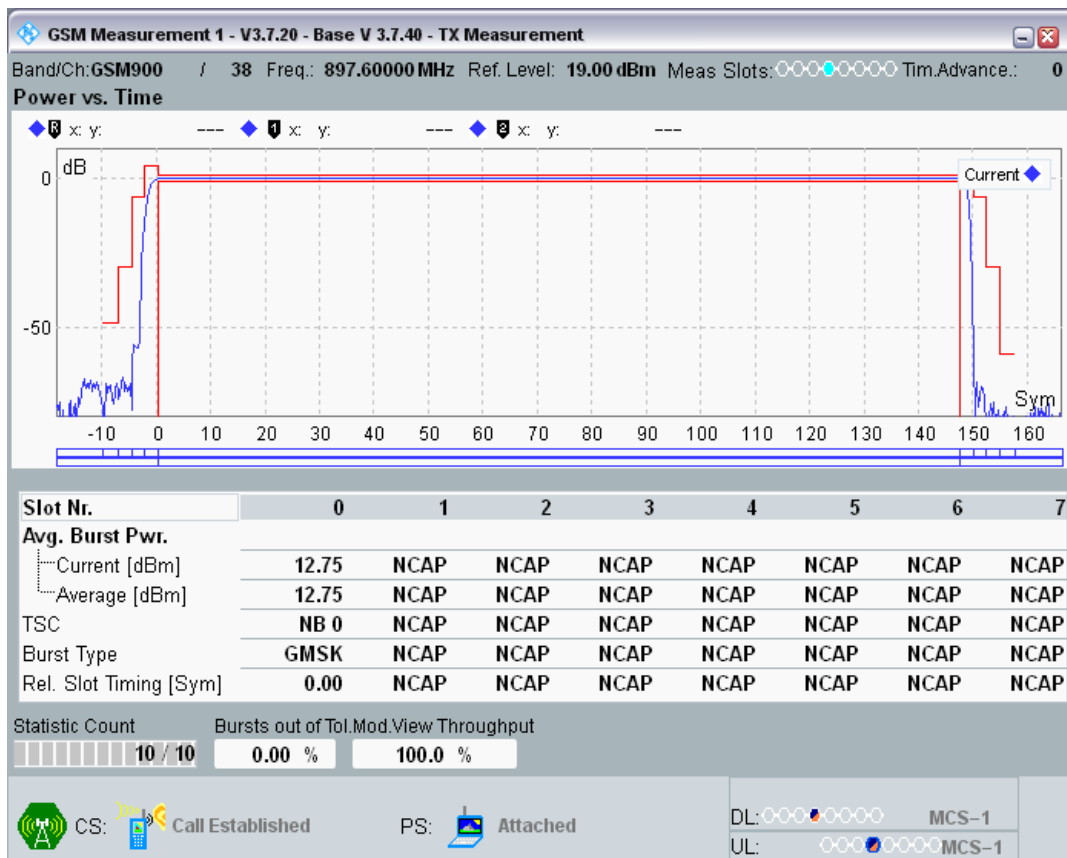 GSM Measurement 1 - V3.7.20 - Base V 3.7.40 - TX Measurement
Band/Ch:GSM900 / 38 Freq.: 897.60000 MHz Ref. Level: 19.00 dBm Meas Slots: Tim.Advance.: 0
Power vs. Time
R x: y: --- 1 x: y: --- 2 x: y: ---
dB
0
Current
-50
Sym
-10 0 10 20 30 40 50 60 70 80 90 100 110 120 130 140 150 160
Slot Nr. 0 1 2 3 4 5 6 7
Avg. Burst Pwr.
Current [dBm] 12.75 NCAP NCAP NCAP NCAP NCAP NCAP NCAP
Average [dBm] 12.75 NCAP NCAP NCAP NCAP NCAP NCAP NCAP
TSC NB 0 NCAP NCAP NCAP NCAP NCAP NCAP NCAP
Burst Type GMSK NCAP NCAP NCAP NCAP NCAP NCAP NCAP
Rel. Slot Timing [Sym] 0.00 NCAP NCAP NCAP NCAP NCAP NCAP NCAP
Statistic Count Bursts out of Tol.Mod.View Throughput
10 / 10 0.00 % 100.0 %
CS: Call Established PS: Attached
DL: MCS-1
UL: MCS-1